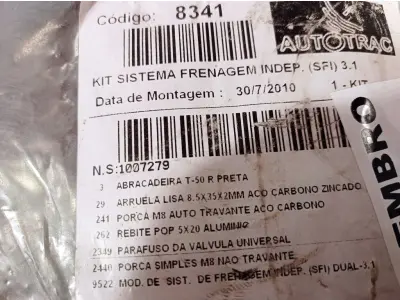 Código: 8341
AUTOTRAC
KIT SISTEMA FRENAGEM INDEP. (SFI) 3.1
Data de Montagem : 30/7/2010 1 - KIT
N.S:1007279
3 ABRACADEIRA T-50 R PRETA
29 ARRUELA LISA 8.5X35X2MM ACO CARBONO ZINCADO
241 PORCA M8 AUTO TRAVANTE ACO CARBONO
262 REBITE POP 5X20 ALUMINIO
2349 PARAFUSO DA VALVULA UNIVERSAL
2440 PORCA SIMPLES M8 NAO TRAVANTE
9522 MOD. DE SIST. DE FRENAGEM INDEP. (SFI) DUAL-3.1
EMBRO